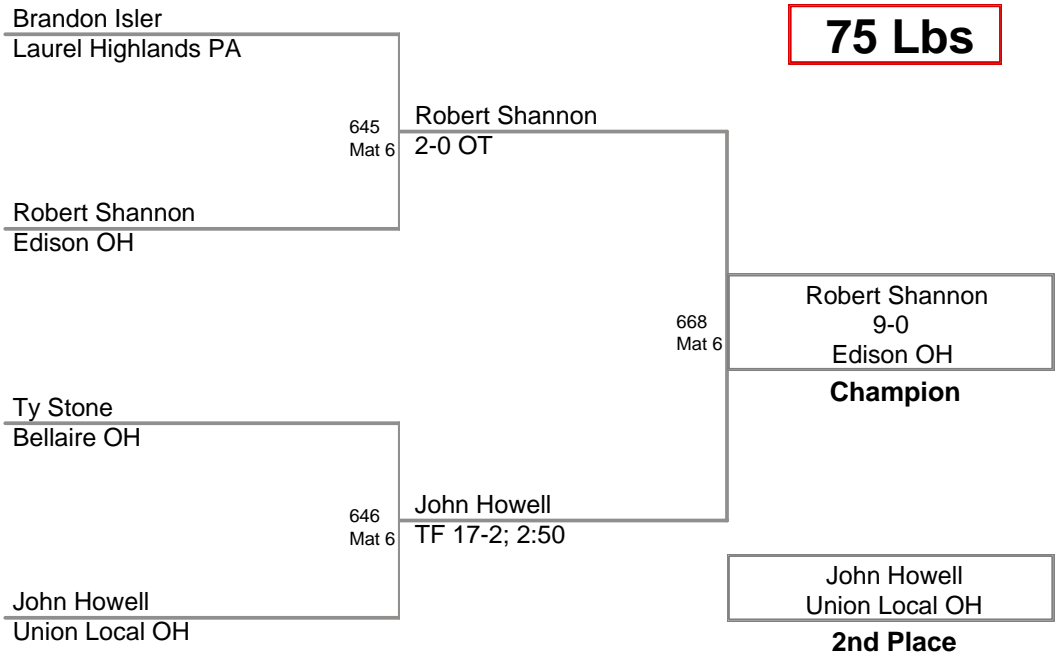 Brandon Isler
Laurel Highlands PA
75 Lbs
645
Mat 6
Robert Shannon
2-0 OT
Robert Shannon
Edison OH
668
Mat 6
Robert Shannon
9-0
Edison OH
Champion
Ty Stone
Bellaire OH
646
Mat 6
John Howell
TF 17-2; 2:50
John Howell
Union Local OH
John Howell
Union Local OH
2nd Place